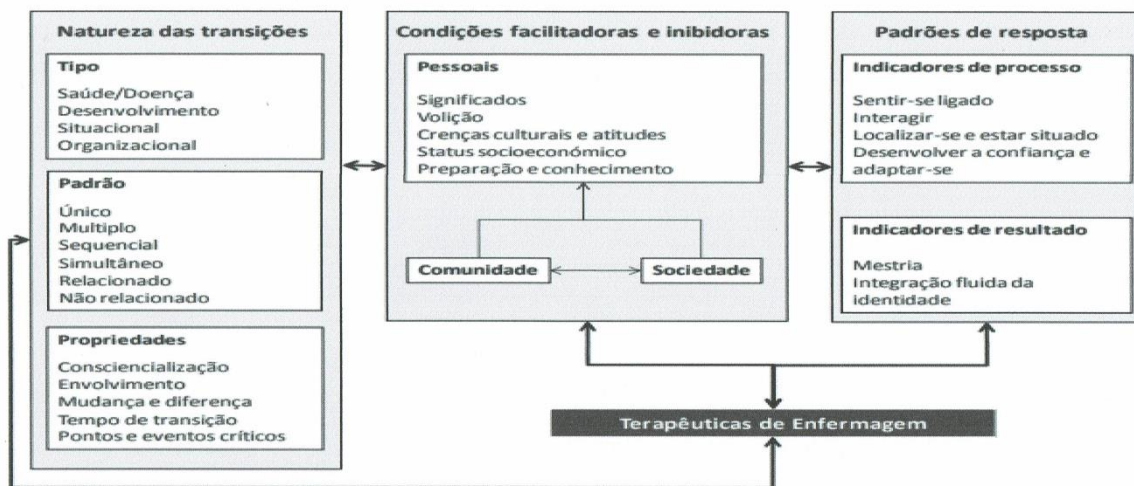 Natureza das transições
Tipo
Saúde/Doença
Desenvolvimento
Situacional
Organizacional
Padrão
Único
Multiplo
Sequencial
Simultâneo
Relacionado
Não relacionado
Propriedades
Consciencialização
Envolvimento
Mudança e diferença
Tempo de transição
Pontos e eventos críticos
Condições facilitadoras e inibidoras
Pessoais
Significados
Volição
Crenças culturais e atitudes
Status socioeconómico
Preparação e conhecimento
Comunidade
Sociedade
Padrões de resposta
Indicadores de processo
Sentir-se ligado
Interagir
Localizar-se e estar situado
Desenvolver a confiança e
adaptar-se
Indicadores de resultado
Mestria
Integração fluida da
identidade
Terapêuticas de Enfermagem